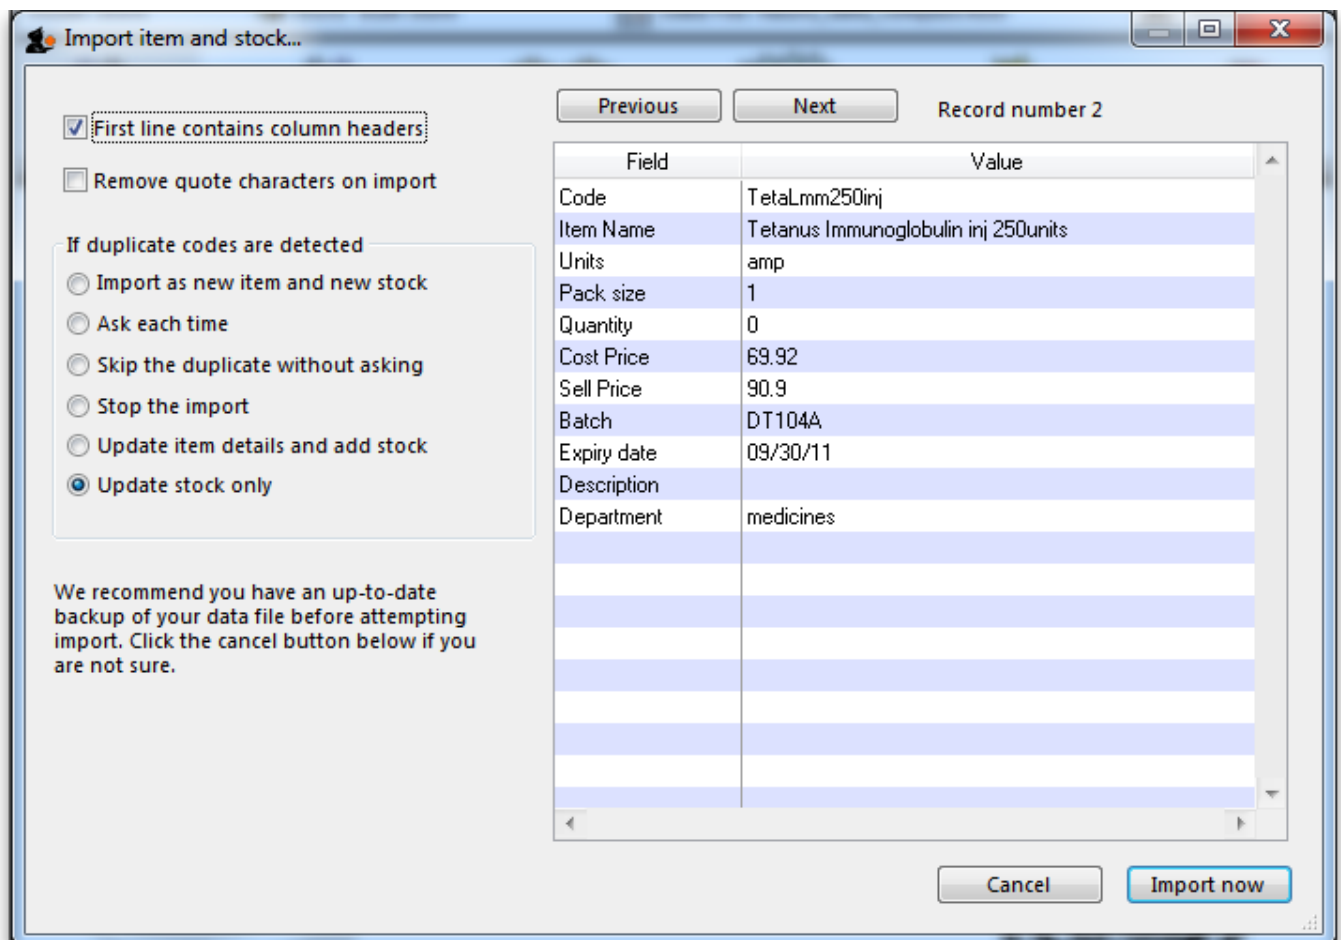 Import item and stock...
First line contains column headers
Remove quote characters on import
If duplicate codes are detected
Import as new item and new stock
Ask each time
Skip the duplicate without asking
Stop the import
Update item details and add stock
Update stock only
We recommend you have an up-to-date
backup of your data file before attempting
import. Click the cancel button below if you
are not sure.
Previous Next Record number 2
Field Value
Code TetaLmm250inj
Item Name Tetanus Immunoglobulin inj 250units
Units amp
Pack size 1
Quantity 0
Cost Price 69.92
Sell Price 90.9
Batch DT104A
Expiry date 09/30/11
Description
Department medicines
Cancel Import now